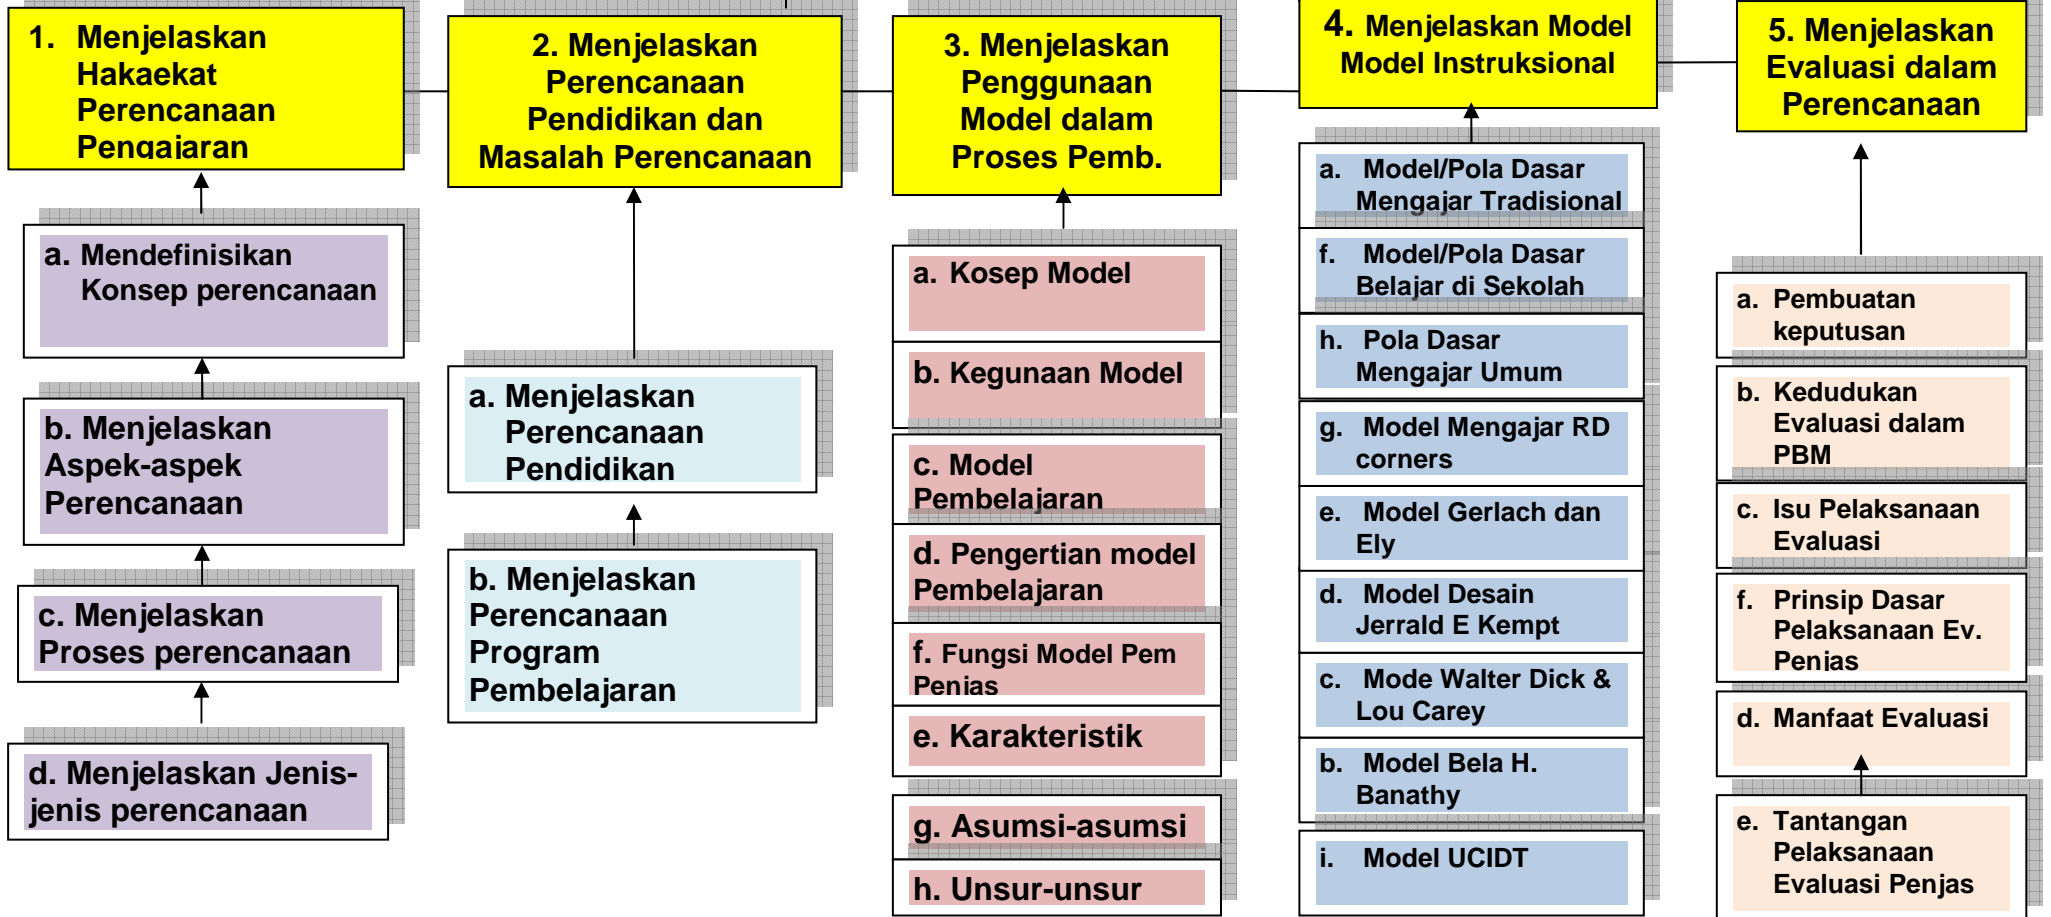 1. Menjelaskan
Hakaekat
Perencanaan
Pengajaran
a. Mendefinisikan
Konsep perencanaan
b. Menjelaskan
Aspek-aspek
Perencanaan
c. Menjelaskan
Proses perencanaan
d. Menjelaskan Jenis-
jenis perencanaan
2. Menjelaskan
Perencanaan
Pendidikan dan
Masalah Perencanaan
a. Menjelaskan
Perencanaan
Pendidikan
b. Menjelaskan
Perencanaan
Program
Pembelajaran
3. Menjelaskan
Penggunaan
Model dalam
Proses Pemb.
a. Kosep Model
b. Kegunaan Model
c. Model
Pembelajaran
d. Pengertian model
Pembelajaran
f. Fungsi Model Pem
Penjas
e. Karakteristik
g. Asumsi-asumsi
h. Unsur-unsur
4. Menjelaskan Model
Model Instruksional
a. Model/Pola Dasar
Mengajar Tradisional
f. Model/Pola Dasar
Belajar di Sekolah
h. Pola Dasar
Mengajar Umum
g. Model Mengajar RD
corners
e. Model Gerlach dan
Ely
d. Model Desain
Jerrald E Kempt
c. Mode Walter Dick &
Lou Carey
b. Model Bela H.
Banathy
i. Model UCIDT
5. Menjelaskan
Evaluasi dalam
Perencanaan
a. Pembuatan
keputusan
b. Kedudukan
Evaluasi dalam
PBM
c. Isu Pelaksanaan
Evaluasi
f. Prinsip Dasar
Pelaksanaan Ev.
Penjas
d. Manfaat Evaluasi
e. Tantangan
Pelaksanaan
Evaluasi Penjas